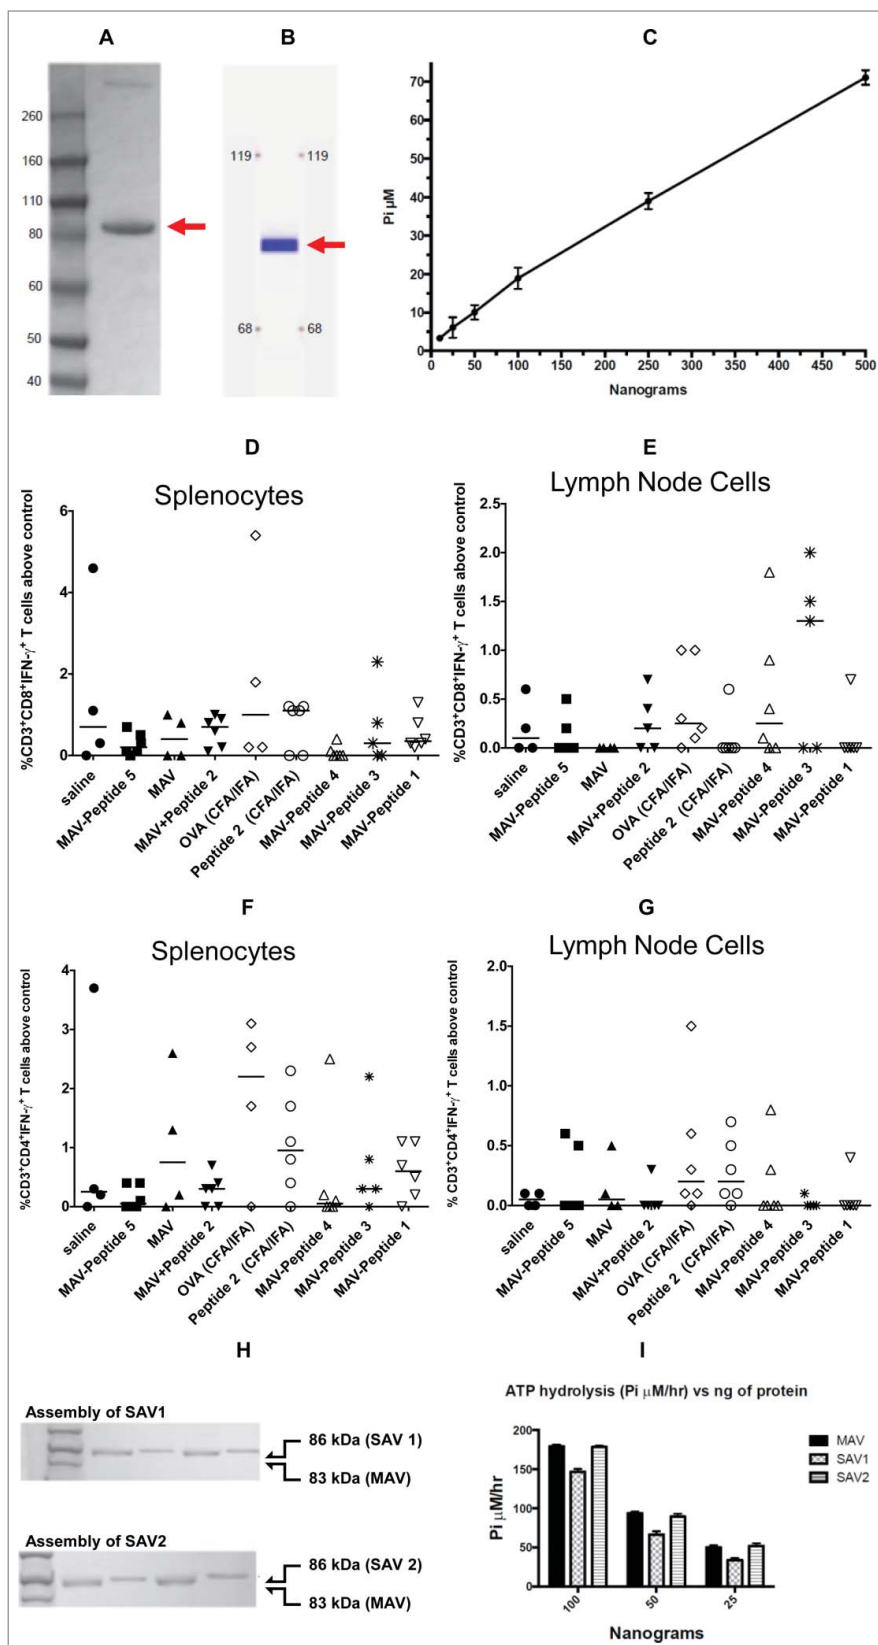 A
B
C
260
160
110
80
60
50
40
119 119
68 68
Pi μM
70
60
50
40
30
20
10
0
0 50 100 150 200 250 300 350 400 450 500
Nanograms
D
Splenocytes
%CD3+CD8+IFN-γ+ T cells above control
6
4
2
0
saline
MAV-Peptide 5
MAV
MAV+Peptide 2
OVA (CFA/IFA)
Peptide 2 (CFA/IFA)
MAV-Peptide 4
MAV-Peptide 3
MAV-Peptide 1
E
Lymph Node Cells
%CD3+CD8+IFN-γ+ T cells above control
2.5
2.0
1.5
1.0
0.5
0.0
saline
MAV-Peptide 5
MAV
MAV+Peptide 2
OVA (CFA/IFA)
Peptide 2 (CFA/IFA)
MAV-Peptide 4
MAV-Peptide 3
MAV-Peptide 1
F
Splenocytes
%CD3+CD4+IFN-γ+ T cells above control
4
3
2
1
0
saline
MAV-Peptide 5
MAV
MAV+Peptide 2
OVA (CFA/IFA)
Peptide 2 (CFA/IFA)
MAV-Peptide 4
MAV-Peptide 3
MAV-Peptide 1
G
Lymph Node Cells
% CD3+CD4+IFN-γ+ T cells above control
2.0
1.5
1.0
0.5
0.0
saline
MAV-Peptide 5
MAV
MAV+Peptide 2
OVA (CFA/IFA)
Peptide 2 (CFA/IFA)
MAV-Peptide 4
MAV-Peptide 3
MAV-Peptide 1
H
Assembly of SAV1
86 kDa (SAV 1)
83 kDa (MAV)
Assembly of SAV2
86 kDa (SAV 2)
83 kDa (MAV)
I
ATP hydrolysis (Pi μM/hr) vs ng of protein
Pi μM/hr
200
150
100
50
0
100
50
25
Nanograms
MAV
SAV1
SAV2